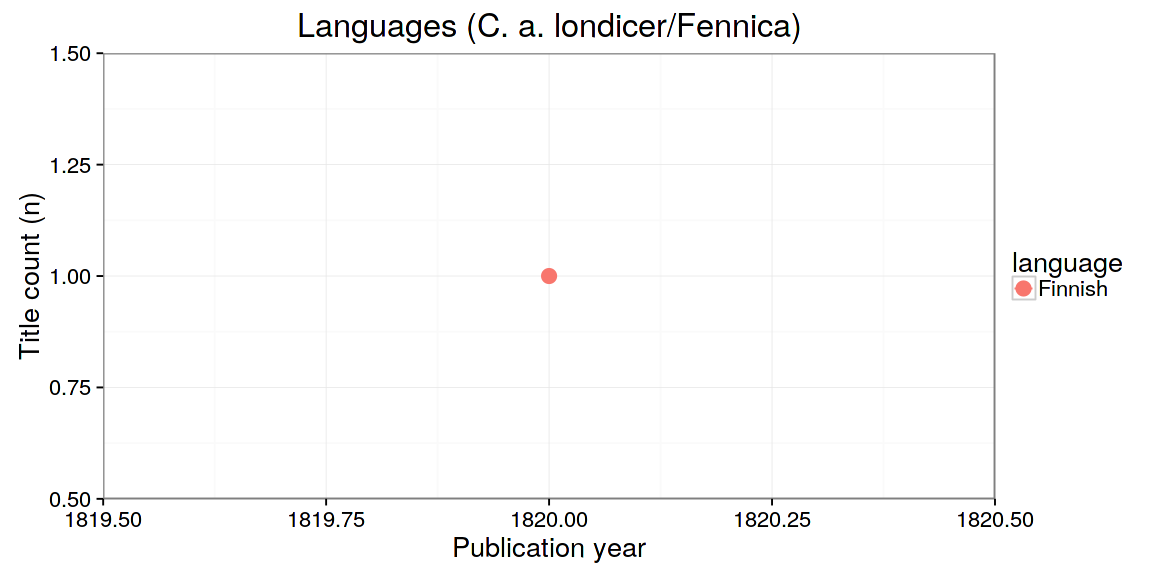 Languages (C. a. londicer/Fennica)
1.50
1.25
1.00
0.75
0.50
Title count (n)
1819.50 1819.75 1820.00 1820.25 1820.50
Publication year
language
Finnish